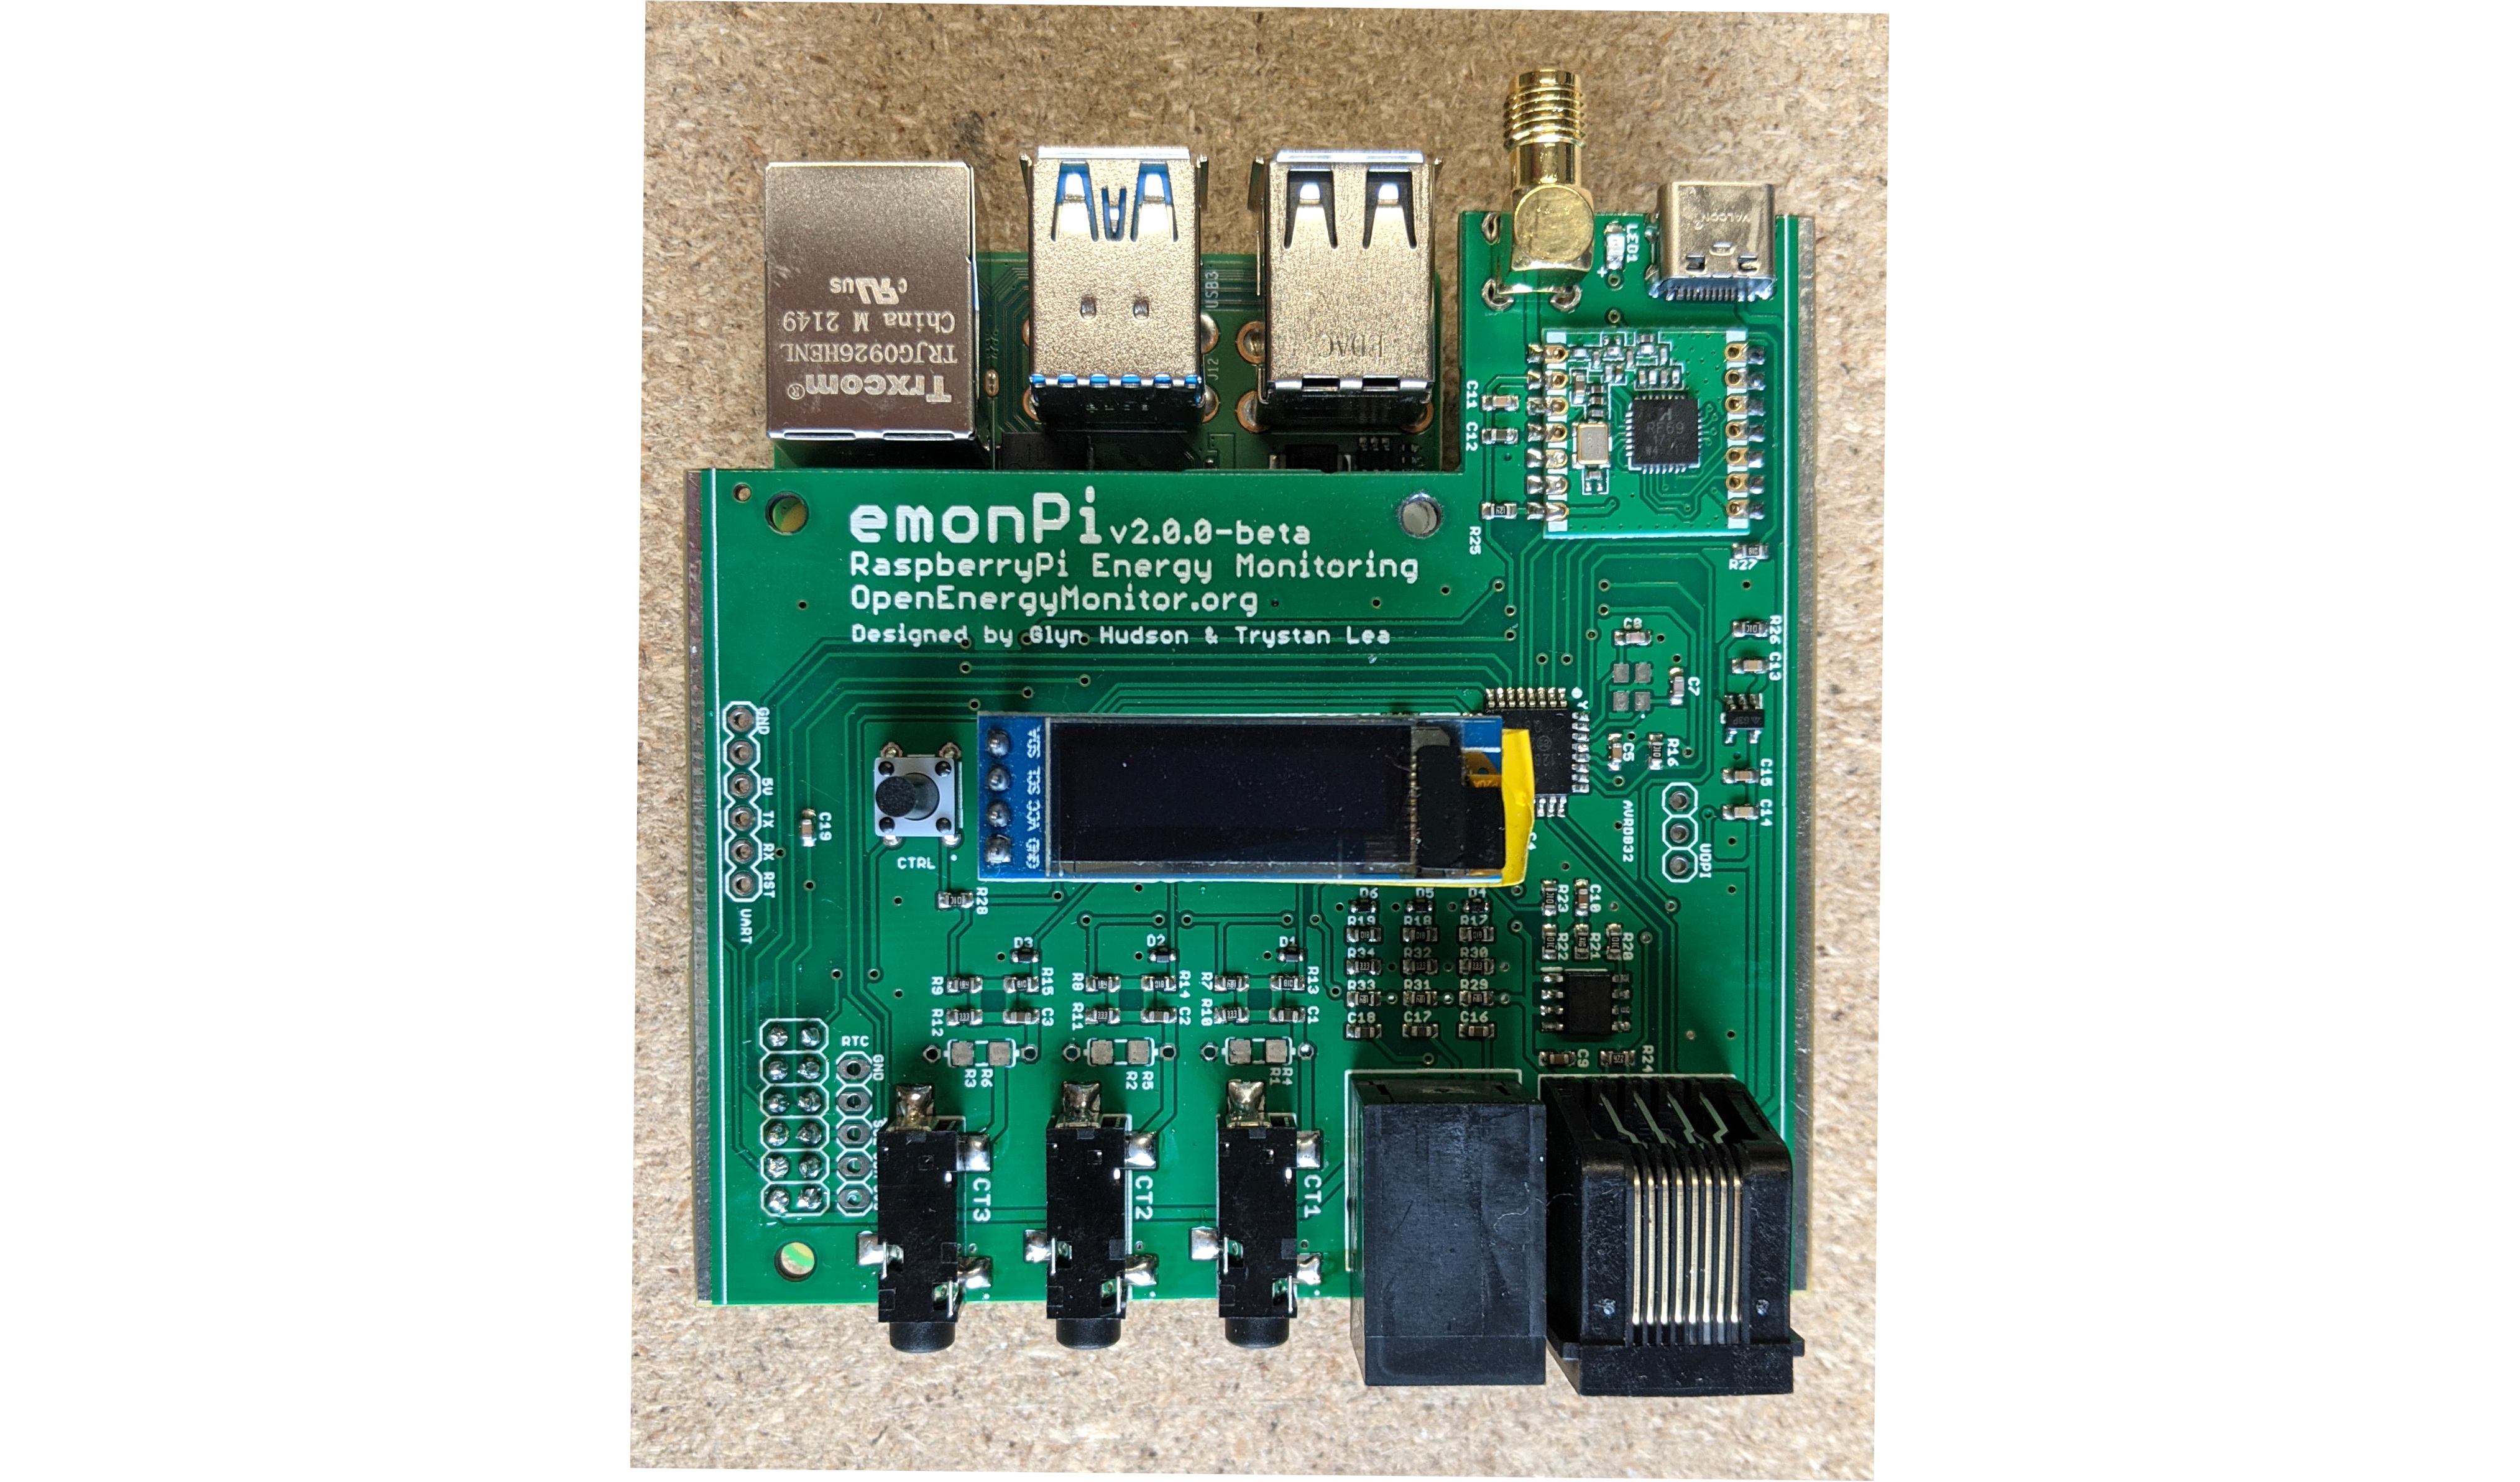 c UL US
China M 2149
TRJG0926HENL
Trxcom®
USB3
J12
LED1
+
VALCON
C11
C12
RF69
R25
R27
emonPi v2.0.0-beta
RaspberryPi Energy Monitoring
OpenEnergyMonitor.org
Designed by Glyn Hudson & Trystan Lea
C8
R26
C13
C7
GND
5V
TX
RX
RST
UART
C19
CTRL
SDA
SCL
VCC
GND
C5
R16
C15
C14
AVRDB32
UDPI
R28
D6 D5 D4
R19 R18 R17
R34 R32 R30
R33 R31 R29
C18 C17 C16
R23
C10
R22
R21
R20
C9
R24
D3
D2
D1
R9
R15
R8
R14
R7
R13
R12
C3
R11
C2
R10
C1
R3
R6
R2
R5
R1
R4
RTC
GND
CT3
CT2
CT1